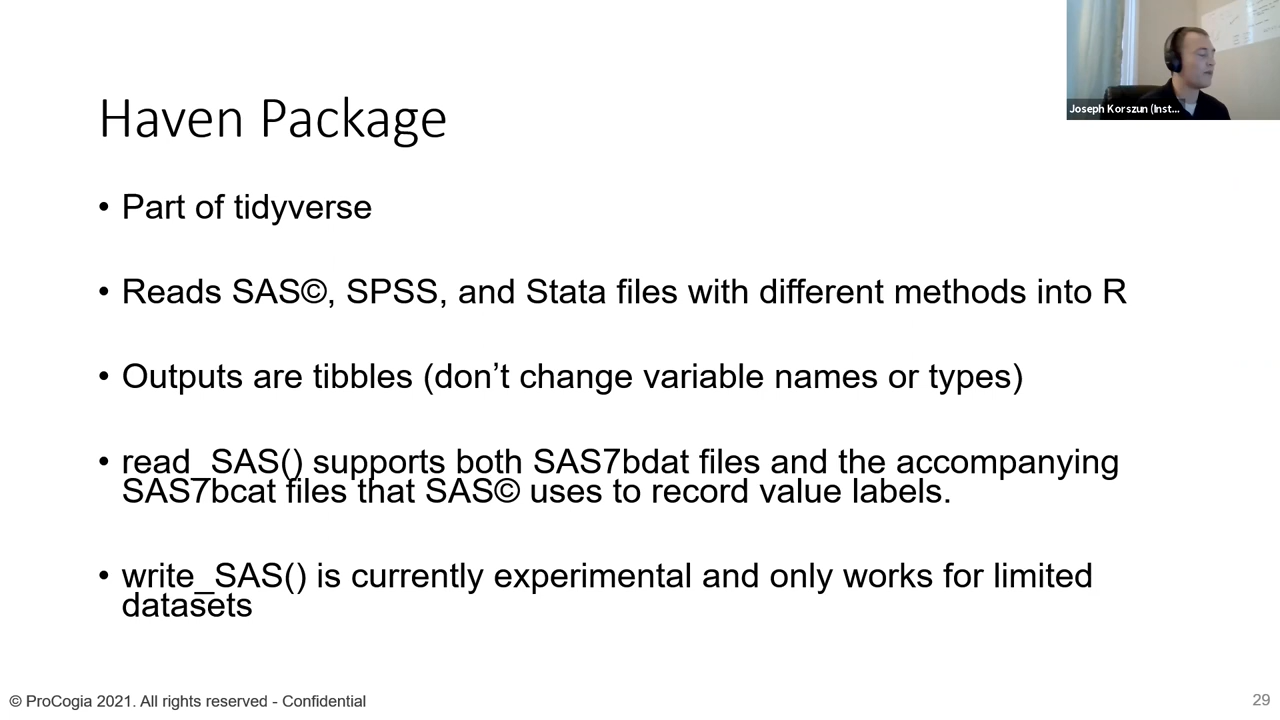 Joseph Korszun (Inst...
Haven Package
• Part of tidyverse
• Reads SAS©, SPSS, and Stata files with different methods into R
• Outputs are tibbles (don’t change variable names or types)
• read_SAS() supports both SAS7bdat files and the accompanying
SAS7bcat files that SAS© uses to record value labels.
• write_SAS() is currently experimental and only works for limited
datasets
© ProCogia 2021. All rights reserved - Confidential
29